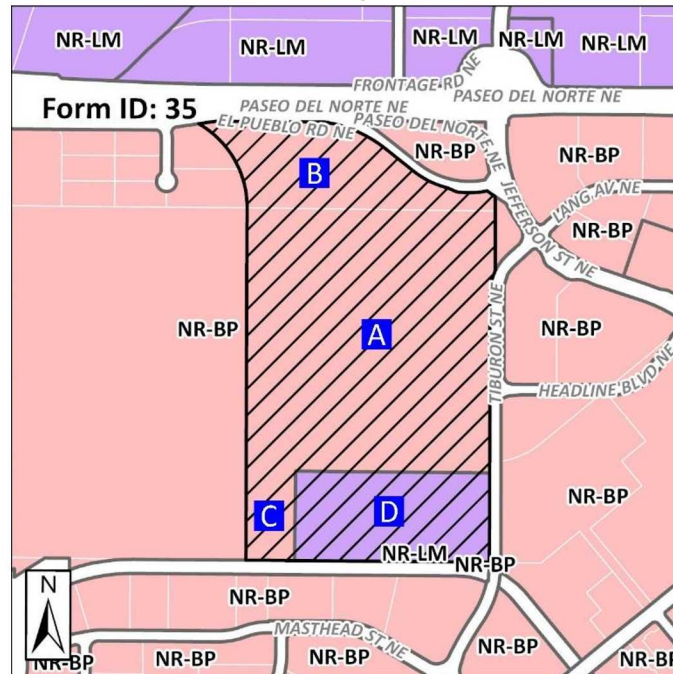 NR-LM
NR-LM
NR-LM
NR-LM
NR-LM
FRONTAGE RD NE
PASEO DEL NORTE NE
Form ID: 35
PASEO DEL NORTE NE
EL PUEBLO RD NE
PASEO DEL NORTE NE
NR-BP
NR-BP
B
LANG AV NE
JEFFERSON ST NE
NR-BP
NR-BP
A
NR-BP
TIBURON ST NE
HEADLINE BLVD NE
NR-BP
C
D
NR-LM
NR-BP
N
NR-BP
MASTHEAD ST NE
NR-BP
NR-BP
NR-BP
NR-BP
NR-BP